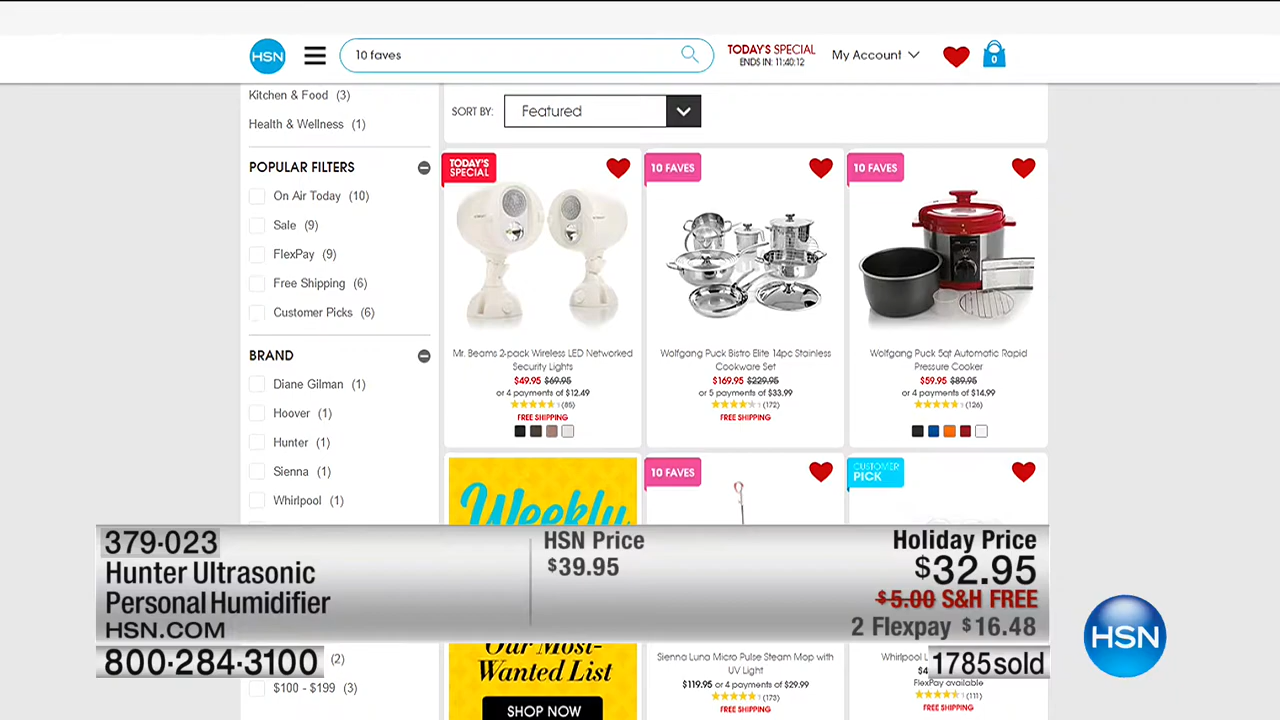 HSN
10 faves
TODAY'S SPECIAL
ENDS IN: 11:40:12
My Account
0
Kitchen & Food (3)
Health & Wellness (1)
POPULAR FILTERS
On Air Today (10)
Sale (9)
FlexPay (9)
Free Shipping (6)
Customer Picks (6)
BRAND
Diane Gilman (1)
Hoover (1)
Hunter (1)
Sienna (1)
Whirlpool (1)
(2)
$100 - $199 (3)
SORT BY:
Featured
TODAY'S
SPECIAL
Mr. Beams 2-pack Wireless LED Networked
Security Lights
$49.95 $69.95
or 4 payments of $12.49
(85)
FREE SHIPPING
10 FAVES
Wolfgang Puck Bistro Elite 14pc Stainless
Cookware Set
$169.95 $229.95
or 5 payments of $33.99
(172)
FREE SHIPPING
10 FAVES
Wolfgang Puck 5qt Automatic Rapid
Pressure Cooker
$59.95 $89.95
or 4 payments of $14.99
(126)
Weekly
Our Most-
Wanted List
SHOP NOW
10 FAVES
Sienna Luna Micro Pulse Steam Mop with
UV Light
$119.95 or 4 payments of $29.99
(173)
FREE SHIPPING
CUSTOMER
PICK
Whirlpool
FlexPay available
(111)
FREE SHIPPING
379-023
Hunter Ultrasonic
Personal Humidifier
HSN.COM
800-284-3100
HSN Price
$39.95
Holiday Price
$32.95
$5.00 S&H FREE
2 Flexpay $16.48
1785 sold
HSN